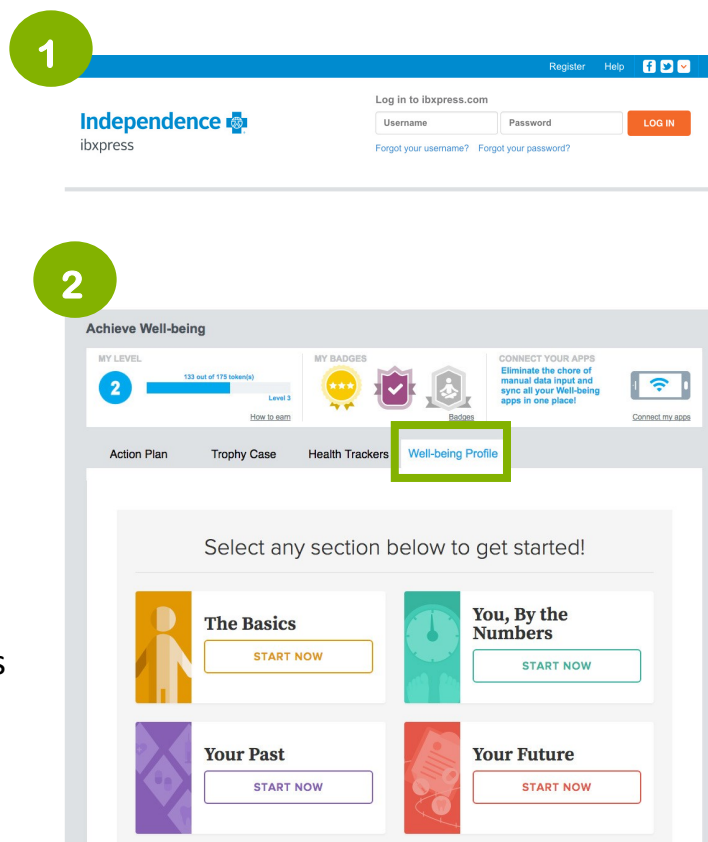 1
Register Help
Log in to ibxpress.com
Independence
ibxpress
Username Password LOG IN
Forgot your username? Forgot your password?
2
Achieve Well-being
MY LEVEL
2
133 out of 175 token(s)
Level 3
How to earn
MY BADGES
Badges
CONNECT YOUR APPS
Eliminate the chore of
manual data input and
sync all your Well-being
apps in one place!
Connect my apps
Action Plan Trophy Case Health Trackers Well-being Profile
Select any section below to get started!
The Basics
START NOW
You, By the
Numbers
START NOW
s
Your Past
START NOW
Your Future
START NOW